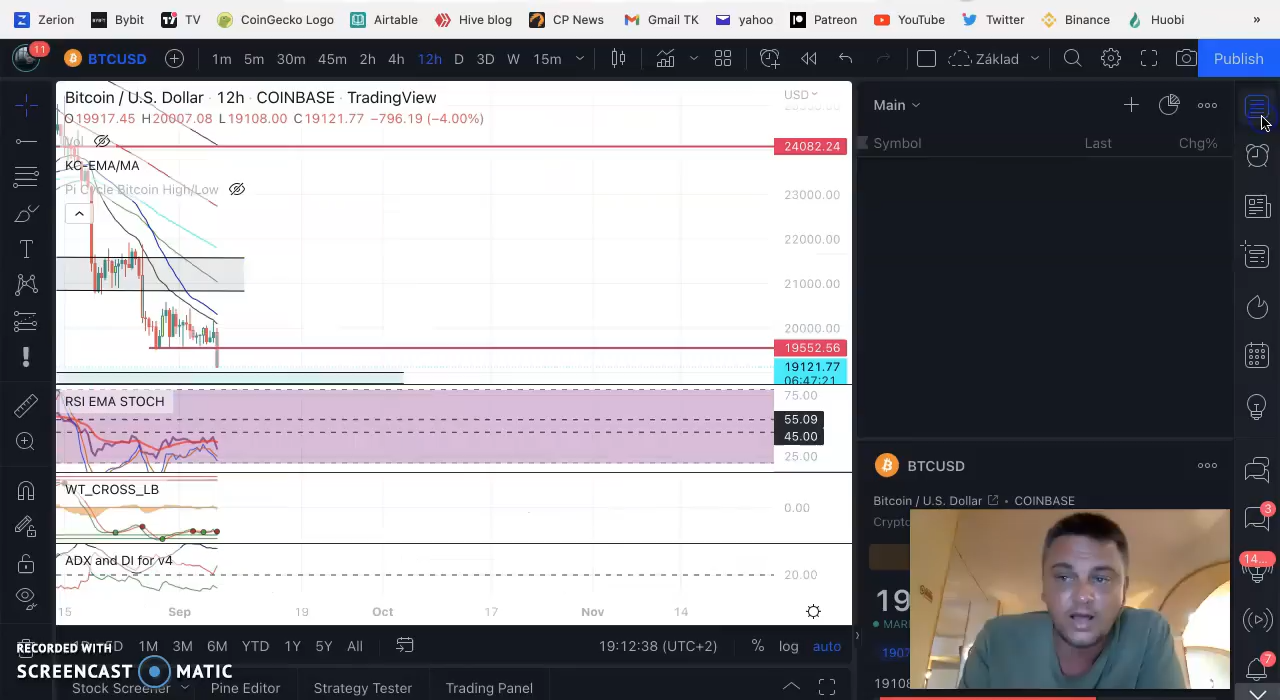 Zerion Bybit TV CoinGecko Logo Airtable Hive blog CP News Gmail TK yahoo Patreon YouTube Twitter Binance Huobi »
11 BTCUSD 1m 5m 30m 45m 2h 4h 12h D 3D W 15m Základ Publish
Bitcoin / U.S. Dollar · 12h · COINBASE · TradingView
O19917.45 H20007.08 L19108.00 C19121.77 −796.19 (−4.00%)
Vol
KC-EMA/MA
Pi Cycle Bitcoin High/Low
USD
24082.24
23000.00
22000.00
21000.00
20000.00
19552.56
19121.77
06:47:21
RSI EMA STOCH
75.00
55.09
45.00
25.00
WT_CROSS_LB
0.00
ADX and DI for v4
20.00
15 Sep 19 Oct 17 Nov 14
5D 1M 3M 6M YTD 1Y 5Y All 19:12:38 (UTC+2) % log auto
Stock Screener Pine Editor Strategy Tester Trading Panel
RECORDED WITH
SCREENCAST MATIC
Main
Symbol Last Chg%
BTCUSD
Bitcoin / U.S. Dollar • COINBASE
3
14...
7